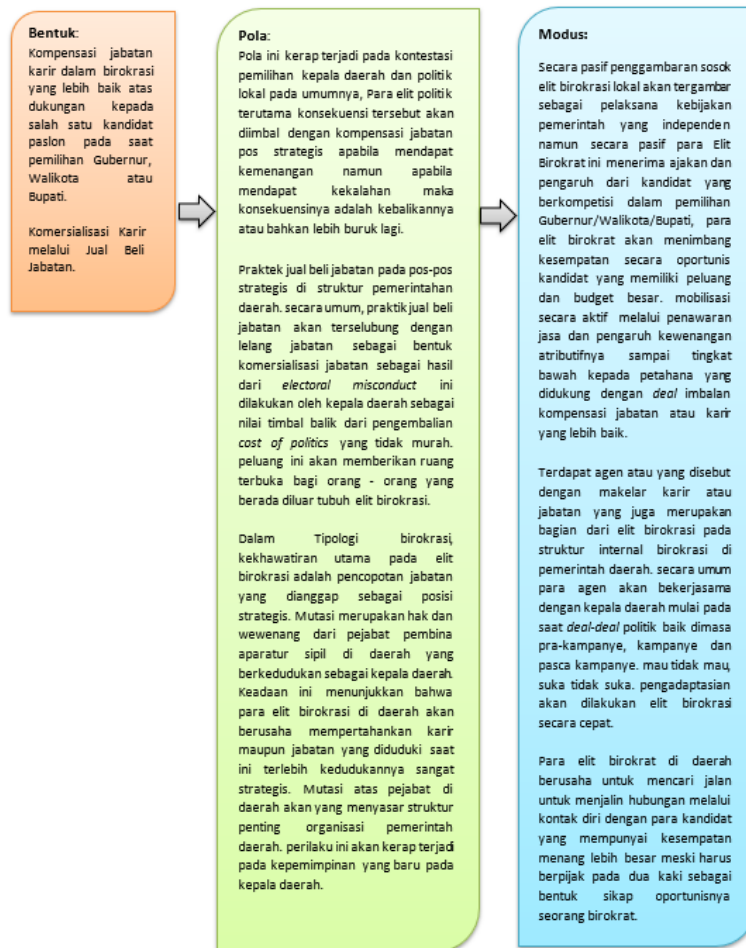 Bentuk:
Kompensasi jabatan
karir dalam birokrasi
yang lebih baik atas
dukungan kepada
salah satu kandidat
paslon pada saat
pemilihan Gubernur,
Walikota atau
Bupati.
Komersialisasi Karir
melalui Jual Beli
Jabatan.
Pola:
Pola ini kerap terjadi pada kontestasi
pemilihan kepala daerah dan politik
lokal pada umumnya, Para elit politik
terutama konsekuensi tersebut akan
diimbal dengan kompensasi jabatan
pos strategis apabila mendapat
kemenangan namun apabila
mendapat kekalahan maka
konsekuensinya adalah kebalikannya
atau bahkan lebih buruk lagi.
Praktek jual beli jabatan pada pos-pos
strategis di struktur pemerintahan
daerah. secara umum, praktik jual beli
jabatan akan terselubung dengan
lelang jabatan sebagai bentuk
komersialisasi jabatan sebagai hasil
dari electoral misconduct ini
dilakukan oleh kepala daerah sebagai
nilai timbal balik dari pengembalian
cost of politics yang tidak murah.
peluang ini akan memberikan ruang
terbuka bagi orang - orang yang
berada diluar tubuh elit birokrasi.
Dalam Tipologi birokrasi,
kekhawatiran utama pada elit
birokrasi adalah pencopotan jabatan
yang dianggap sebagai posisi
strategis. Mutasi merupakan hak dan
wewenang dari pejabat pembina
aparatur sipil di daerah yang
berkedudukan sebagai kepala daerah.
Keadaan ini menunjukkan bahwa
para elit birokrasi di daerah akan
berusaha mempertahankan karir
maupun jabatan yang diduduki saat
ini terlebih kedudukannya sangat
strategis. Mutasi atas pejabat di
daerah akan yang menyasar struktur
penting organisasi pemerintah
daerah. perilaku ini akan kerap terjadi
pada kepemimpinan yang baru pada
kepala daerah.
Modus:
Secara pasif penggambaran sosok
elit birokrasi lokal akan tergambar
sebagai pelaksana kebijakan
pemerintah yang independen
namun secara pasif para Elit
Birokrat ini menerima ajakan dan
pengaruh dari kandidat yang
berkompetisi dalam pemilihan
Gubernur/Walikota/Bupati, para
elit birokrat akan menimbang
kesempatan secara oportunis
kandidat yang memiliki peluang
dan budget besar. mobilisasi
secara aktif melalui penawaran
jasa dan pengaruh kewenangan
atributifnya sampai tingkat
bawah kepada petahana yang
didukung dengan deal imbalan
kompensasi jabatan atau karir
yang lebih baik.
Terdapat agen atau yang disebut
dengan makelar karir atau
jabatan yang juga merupakan
bagian dari elit birokrasi pada
struktur internal birokrasi di
pemerintah daerah. secara umum
para agen akan bekerjasama
dengan kepala daerah mulai pada
saat deal-deal politik baik dimasa
pra-kampanye, kampanye dan
pasca kampanye. mau tidak mau,
suka tidak suka. pengadaptasian
akan dilakukan elit birokrasi
secara cepat.
Para elit birokrat di daerah
berusaha untuk mencari jalan
untuk menjalin hubungan melalui
kontak diri dengan para kandidat
yang mempunyai kesempatan
menang lebih besar meski harus
berpijak pada dua kaki sebagai
bentuk sikap oportunisnya
seorang birokrat.